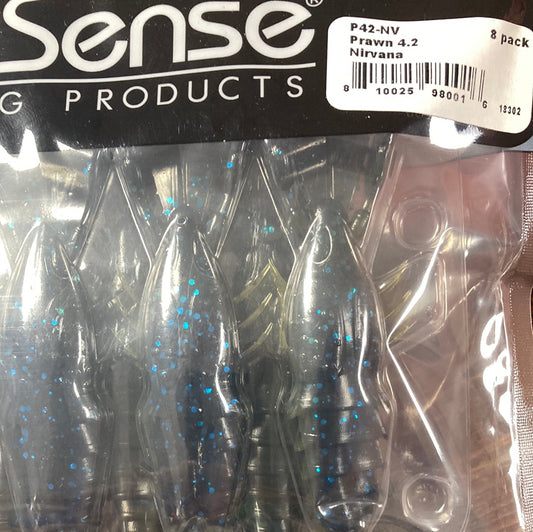 Sense®
G PRODUCTS
P42-NV
Prawn 4.2
Nirvana
8 pack
8 10025 98001 6 18302